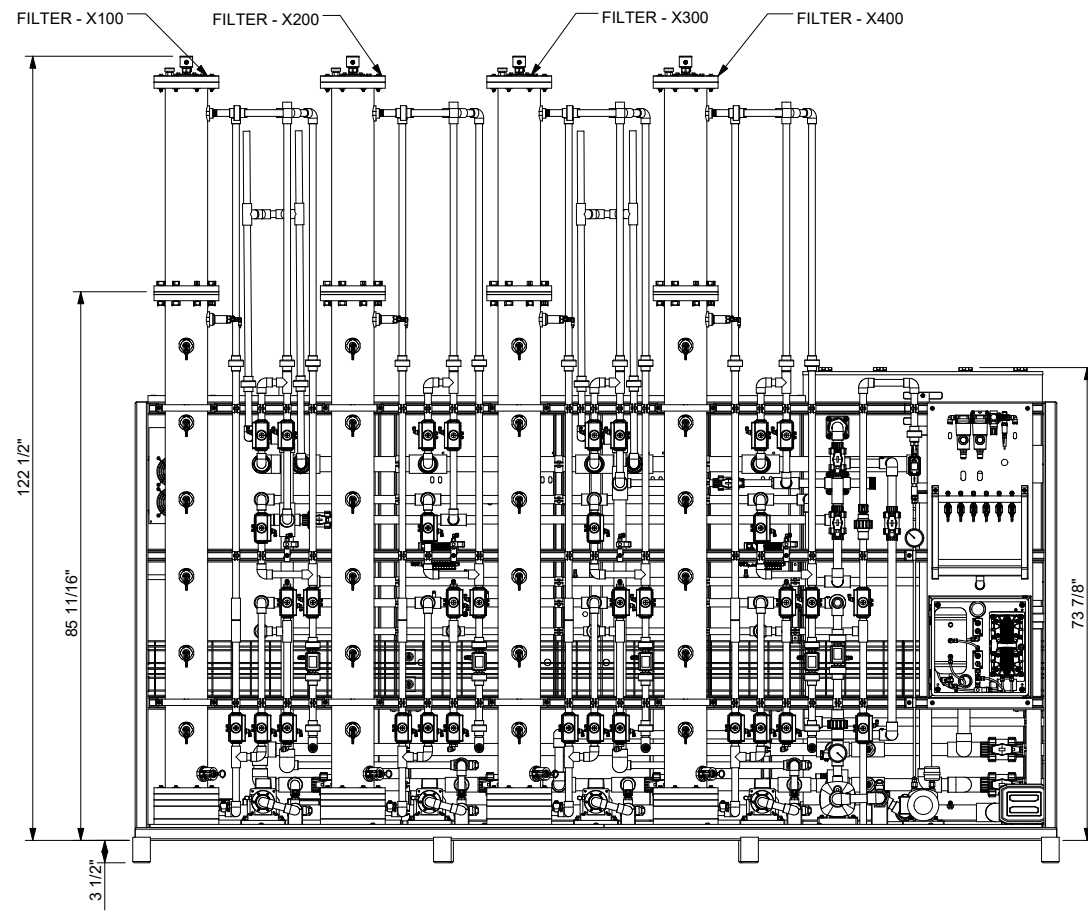 FILTER - X100
FILTER - X200
FILTER - X300
FILTER - X400
122 1/2"
85 11/16"
73 7/8"
3 1/2"